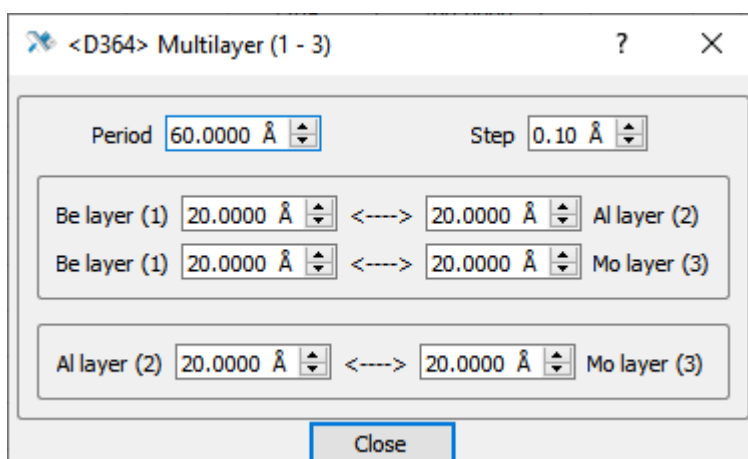 <D364> Multilayer (1 - 3) ?
Period 60.0000 Å Step 0.10 Å
Be layer (1) 20.0000 Å <----> 20.0000 Å Al layer (2)
Be layer (1) 20.0000 Å <----> 20.0000 Å Mo layer (3)
Al layer (2) 20.0000 Å <----> 20.0000 Å Mo layer (3)
Close